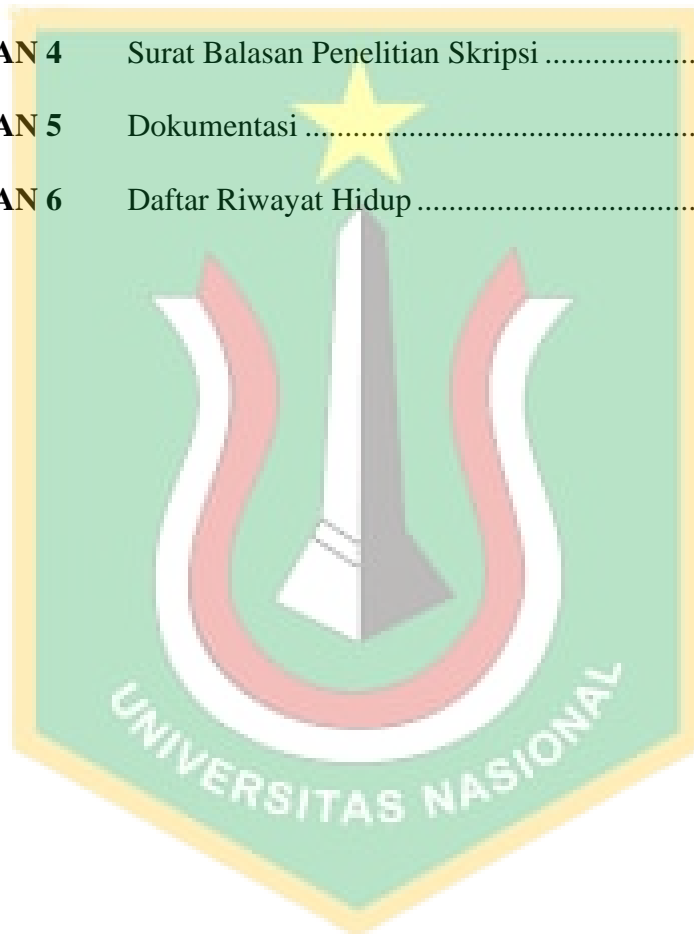 AN 4 Surat Balasan Penelitian Skripsi ..................
AN 5 Dokumentasi ..............................................
AN 6 Daftar Riwayat Hidup .................................
UNIVERSITAS NASIONAL